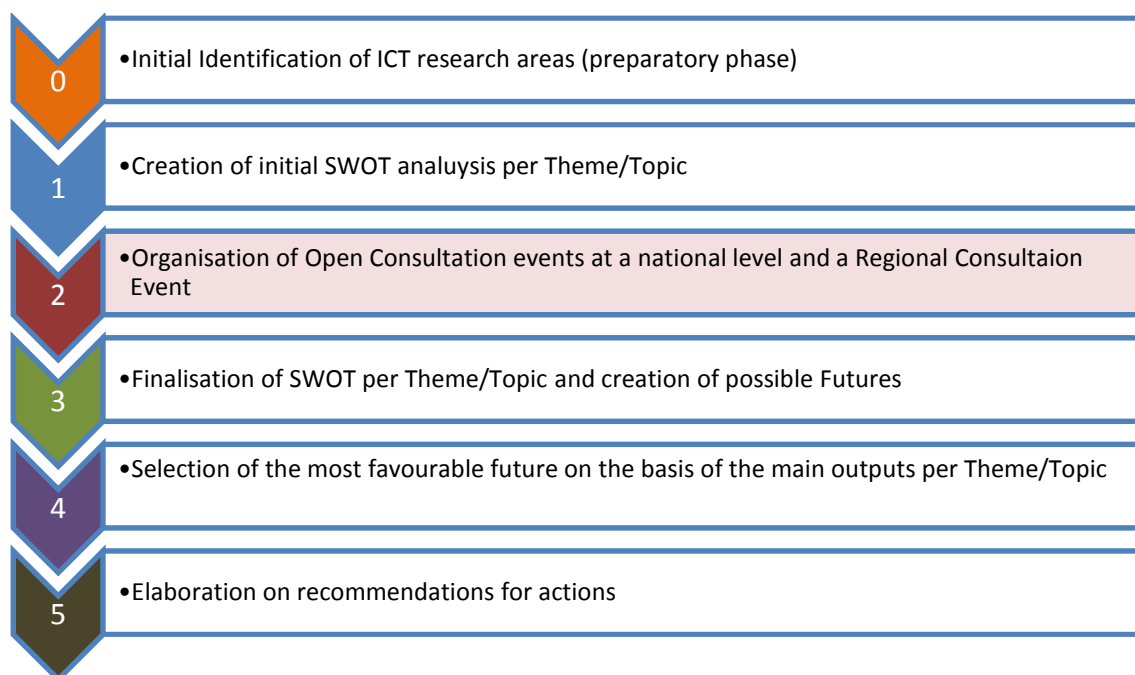 0
•Initial Identification of ICT research areas (preparatory phase)
1
•Creation of initial SWOT analuysis per Theme/Topic
2
•Organisation of Open Consultation events at a national level and a Regional Consultaion
Event
3
•Finalisation of SWOT per Theme/Topic and creation of possible Futures
4
•Selection of the most favourable future on the basis of the main outputs per Theme/Topic
5
•Elaboration on recommendations for actions